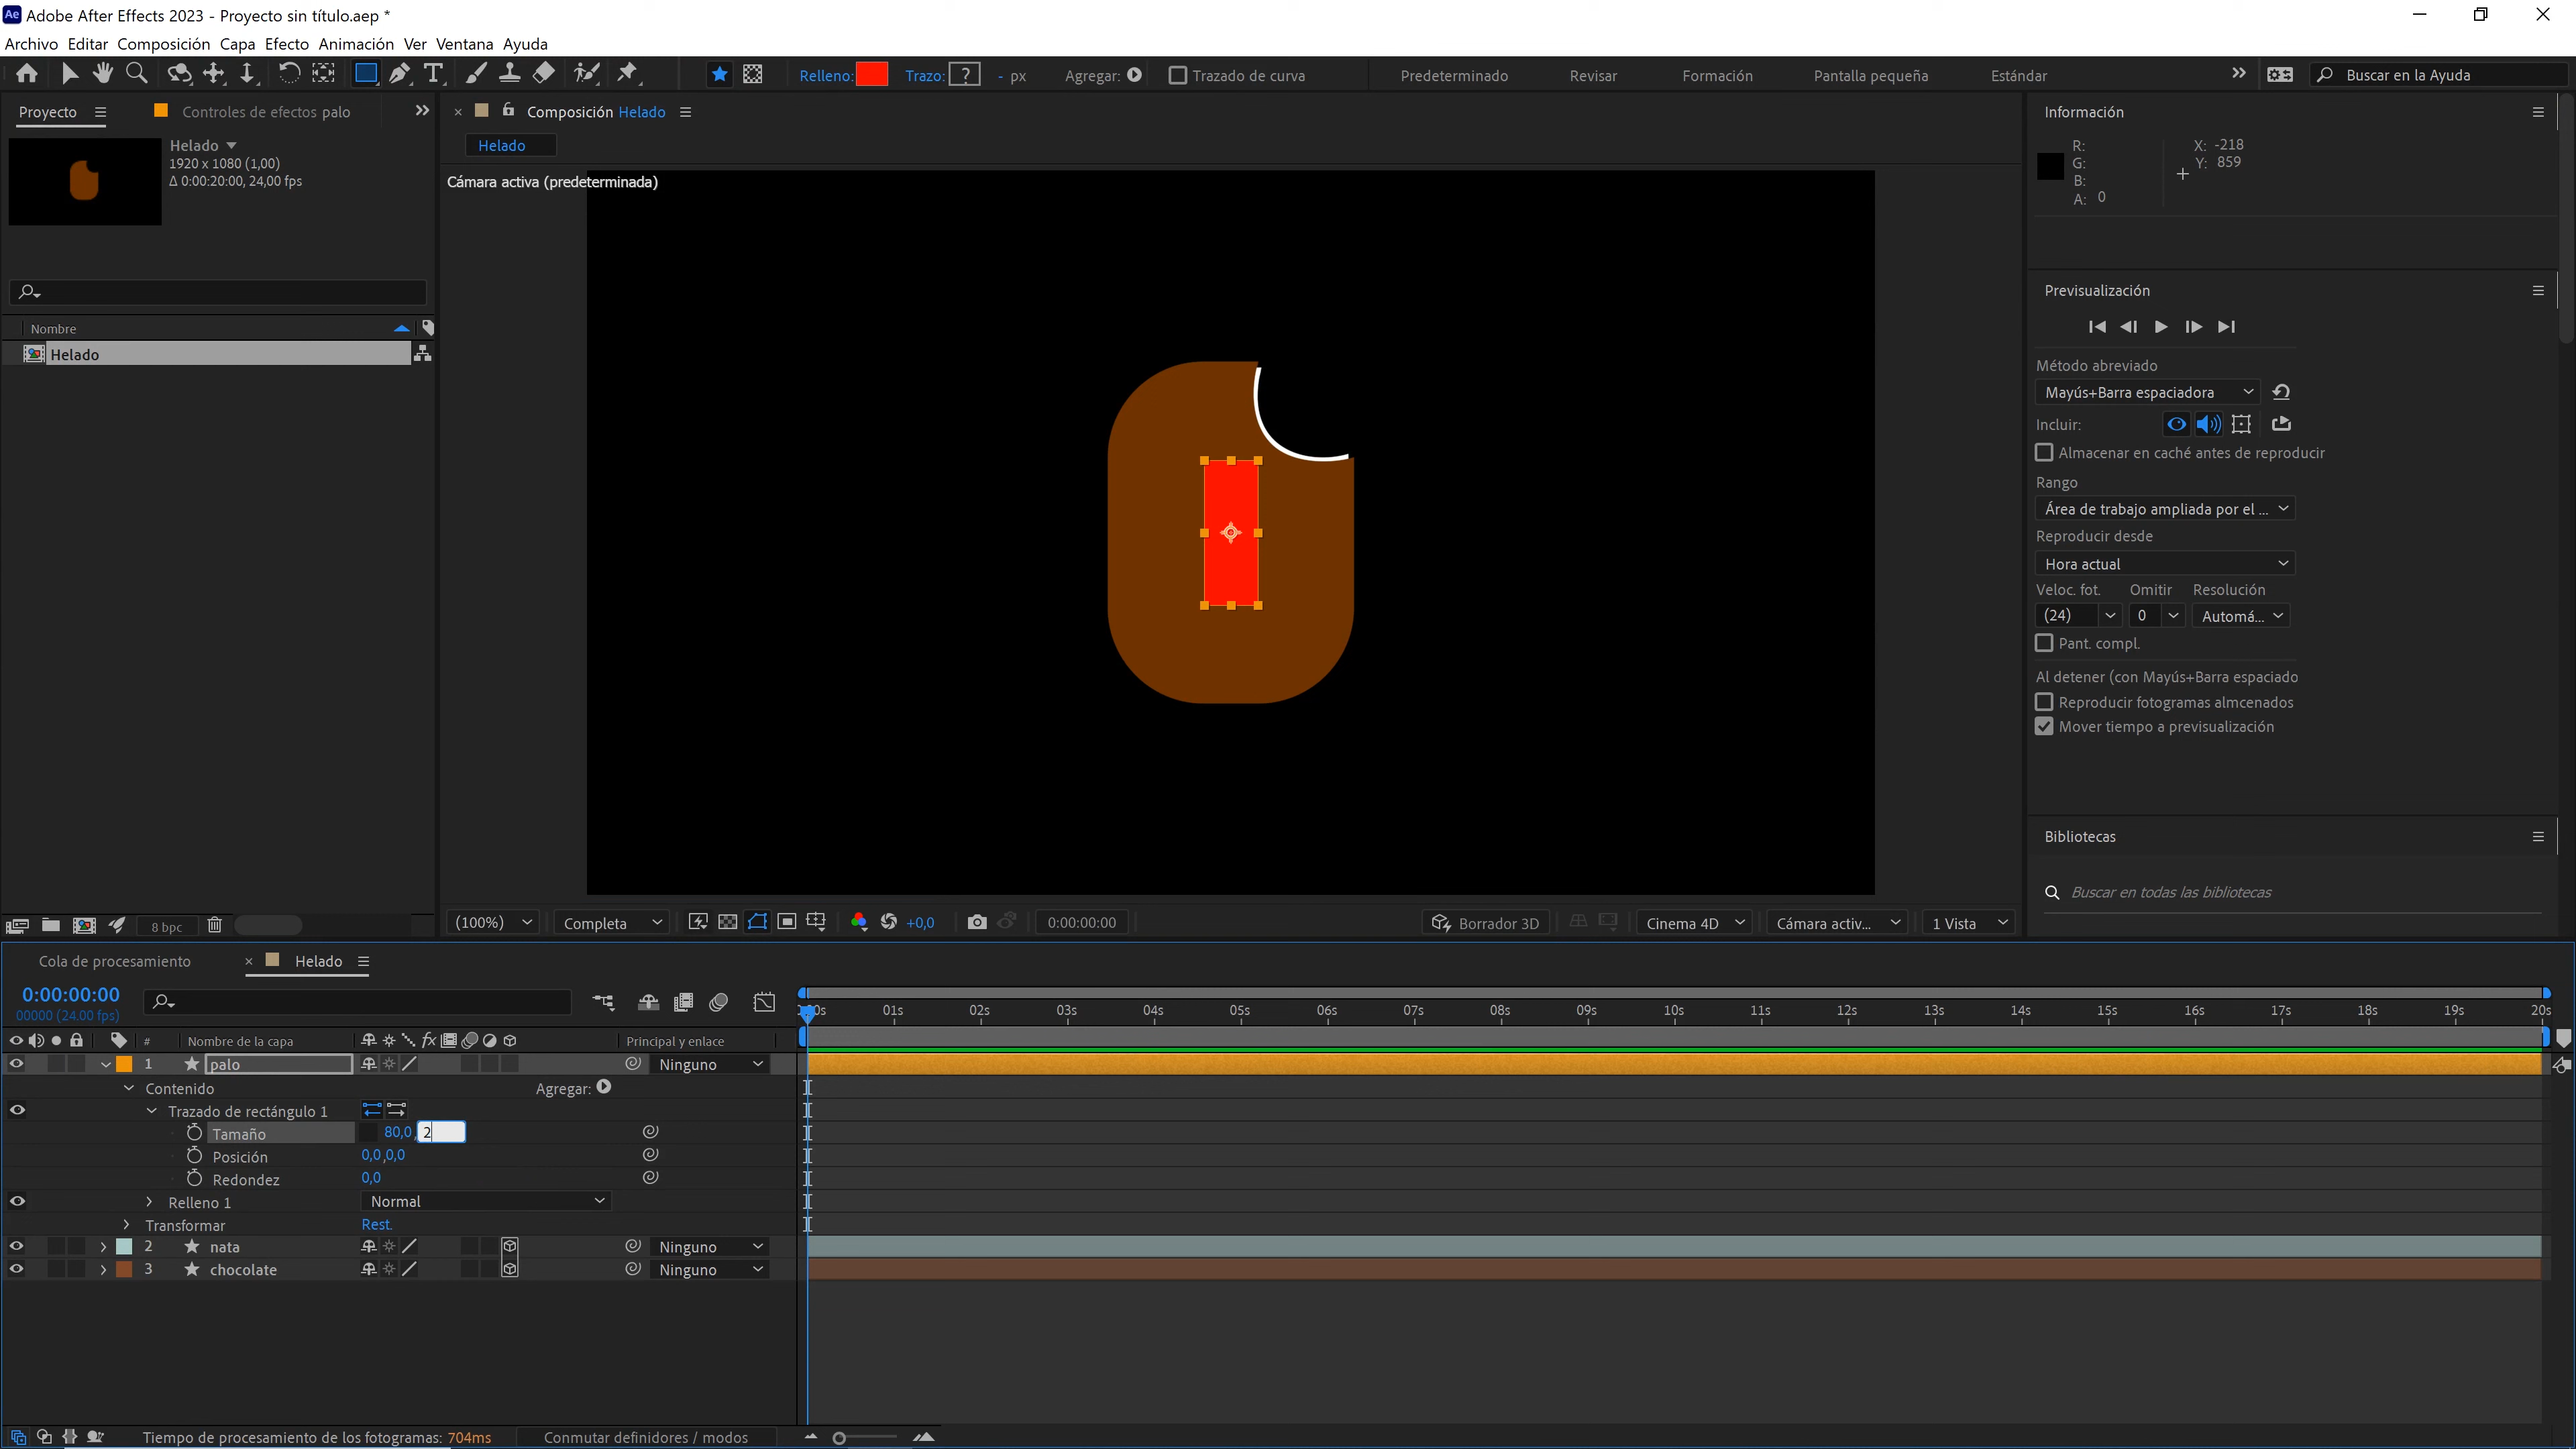 Ae Adobe After Effects 2023 - Proyecto sin título.aep *
Archivo Editar Composición Capa Efecto Animación Ver Ventana Ayuda
Relleno: Trazo: ? - px Agregar: Trazado de curva Predeterminado Revisar Formación Pantalla pequeña Estándar Buscar en la Ayuda
Proyecto
Controles de efectos palo
Helado
1920 x 1080 (1,00)
Δ 0:00:20:00, 24,00 fps
Nombre
Helado
8 bpc
Composición Helado
Helado
Cámara activa (predeterminada)
(100%) Completa +0,0 0:00:00:00 Borrador 3D Cinema 4D Cámara activ... 1 Vista
Información
R:
G:
B:
A: 0
X: -218
Y: 859
Previsualización
Método abreviado
Mayús+Barra espaciadora
Incluir:
Almacenar en caché antes de reproducir
Rango
Área de trabajo ampliada por el ...
Reproducir desde
Hora actual
Veloc. fot. Omitir Resolución
(24) 0 Automá...
Pant. compl.
Al detener (con Mayús+Barra espaciado
Reproducir fotogramas almcenados
Mover tiempo a previsualización
Bibliotecas
Buscar en todas las bibliotecas
Cola de procesamiento
Helado
0:00:00:00
00000 (24.00 fps)
0s 01s 02s 03s 04s 05s 06s 07s 08s 09s 10s 11s 12s 13s 14s 15s 16s 17s 18s 19s 20s
# Nombre de la capa fx Principal y enlace
1 palo Ninguno
Contenido Agregar:
Trazado de rectángulo 1
Tamaño 80,0, 2
Posición 0,0,0,0
Redondez 0,0
Relleno 1 Normal
Transformar Rest.
2 nata Ninguno
3 chocolate Ninguno
Tiempo de procesamiento de los fotogramas: 704ms Conmutar definidores / modos